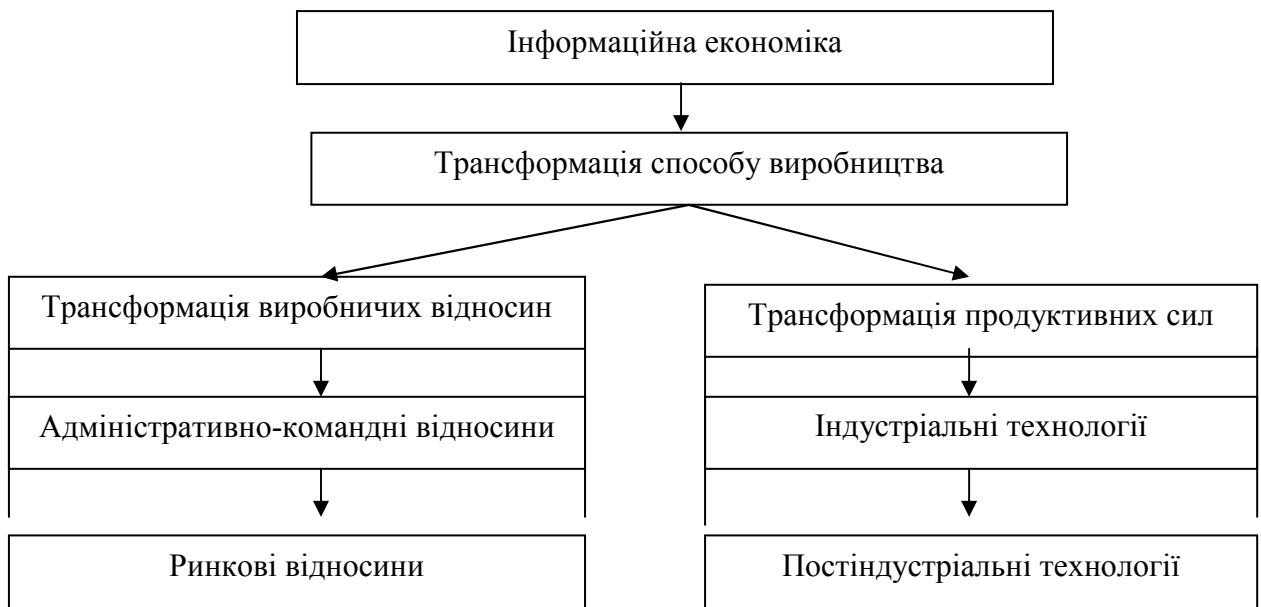 Інформаційна економіка
Трансформація способу виробництва
Трансформація виробничих відносин
Трансформація продуктивних сил
Адміністративно-командні відносини
Індустріальні технології
Ринкові відносини
Постіндустріальні технології